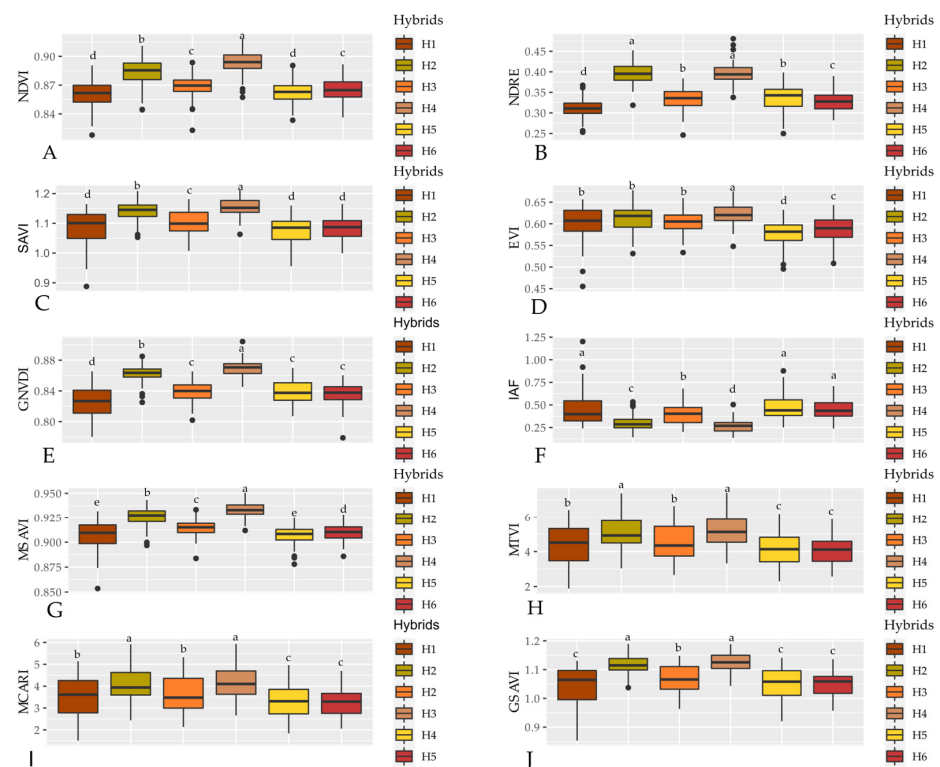 Hybrids
NDVI
0.90
0.87
0.84
d
b
c
a
d
c
H1
H2
H3
H4
H5
H6
A
Hybrids
NDRE
0.45
0.40
0.35
0.30
0.25
d
a
b
a
b
c
H1
H2
H3
H4
H5
H6
B
Hybrids
SAVI
1.2
1.1
1.0
0.9
d
b
c
a
d
d
H1
H2
H3
H4
H5
H6
C
Hybrids
EVI
0.65
0.60
0.55
0.50
0.45
b
b
b
a
d
c
H1
H2
H3
H4
H5
H6
D
Hybrids
GNVDI
0.88
0.84
0.80
d
b
c
a
c
c
H1
H2
H3
H4
H5
H6
E
Hybrids
IAF
1.25
1.00
0.75
0.50
0.25
a
c
b
d
a
a
H1
H2
H3
H4
H5
H6
F
Hybrids
MS AVI
0.950
0.925
0.900
0.875
0.850
e
b
c
a
e
d
H1
H2
H3
H4
H5
H6
G
Hybrids
MTVI
6
4
2
b
a
b
a
c
c
H1
H2
H3
H4
H5
H6
H
Hybrids
MCARI
6
5
4
3
2
b
a
b
a
c
c
H1
H2
H2
H3
H4
H5
I
Hybrids
GS AVI
1.2
1.1
1.0
0.9
c
a
b
a
c
c
H1
H2
H3
H4
H5
H6
J